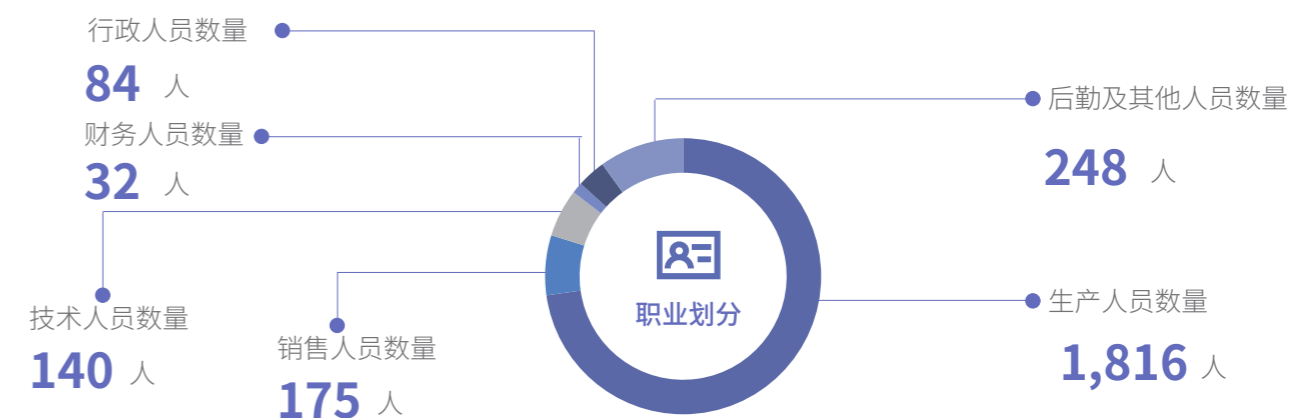 行政人员数量
84 人
财务人员数量
32 人
技术人员数量
140 人
销售人员数量
175 人
职业划分
后勤及其他人员数量
248 人
生产人员数量
1,816 人